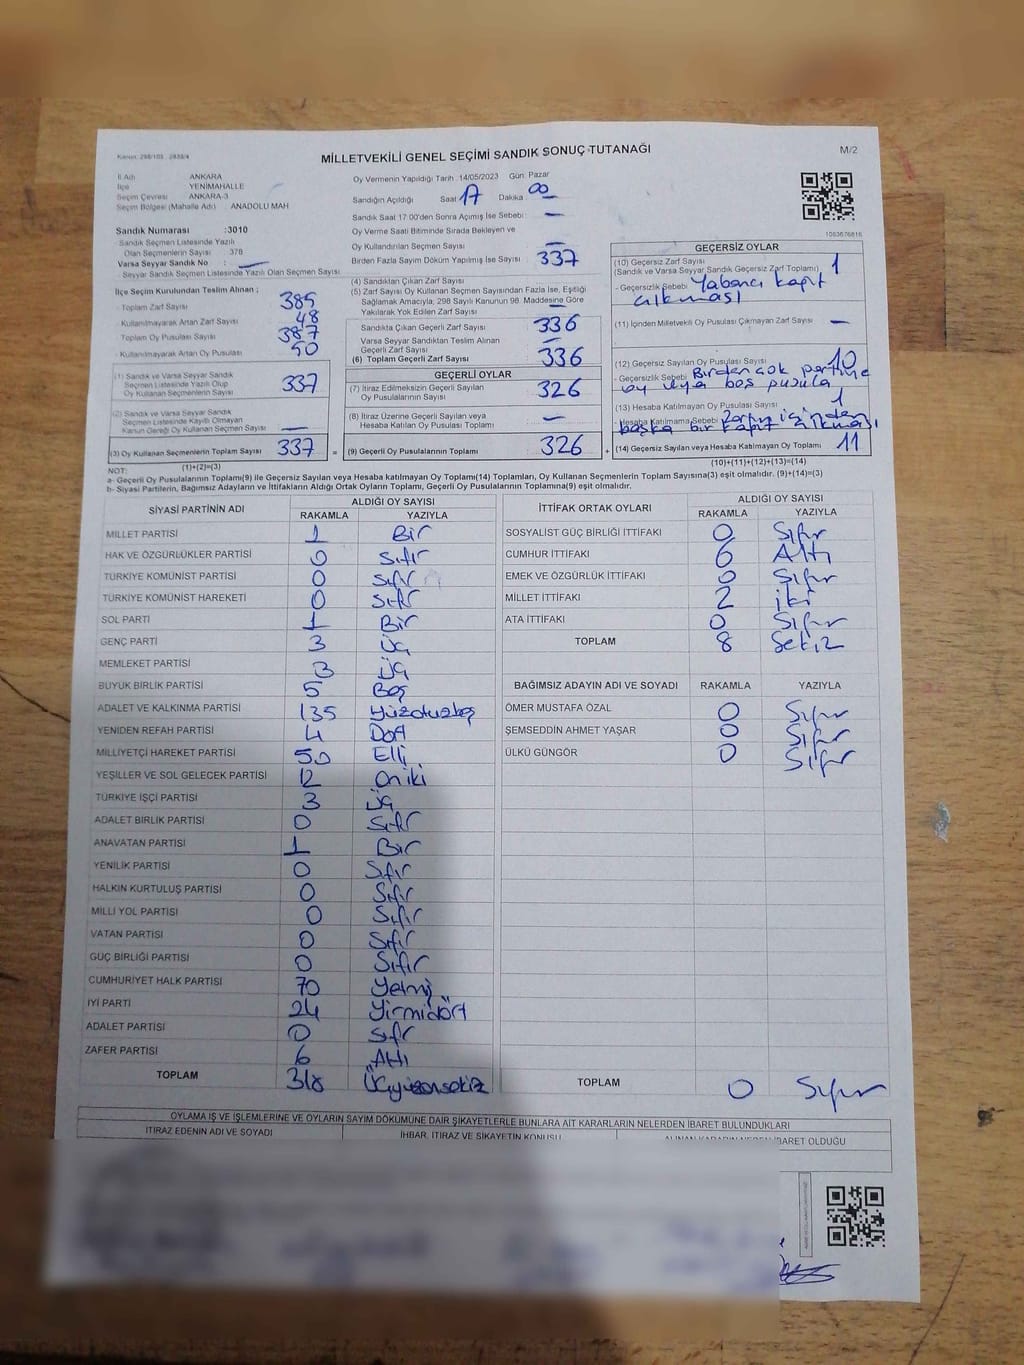 Kanun: 298/103 2839/4
MİLLETVEKİLİ GENEL SEÇİMİ SANDIK SONUÇ TUTANAĞI
M/2
İl Adı ANKARA
İlçe YENİMAHALLE
Seçim Çevresi ANKARA-3
Seçim Bölgesi (Mahalle Adı) : ANADOLU MAH
Sandık Numarası :3010
- Sandık Seçmen Listesinde Yazılı
Olan Seçmenlerin Sayısı 378
Varsa Seyyar Sandık No : —
- Seyyar Sandık Seçmen Listesinde Yazılı Olan Seçmen Sayısı
Oy Vermenin Yapıldığı Tarih : 14/05/2023 Gün: Pazar
Sandığın Açıldığı Saat 17 Dakika 00
Sandık Saat 17:00'den Sonra Açılmış İse Sebebi : —
Oy Verme Saati Bitiminde Sırada Bekleyen ve
Oy Kullandırılan Seçmen Sayısı —
Birden Fazla Sayım Döküm Yapılmış İse Sayısı
337
1083676816
İlçe Seçim Kurulundan Teslim Alınan ;
- Toplam Zarf Sayısı 385
- Kullanılmayarak Artan Zarf Sayısı 48
- Toplam Oy Pusulası Sayısı 387
- Kullanılmayarak Artan Oy Pusulası 50
(1) Sandık ve Varsa Seyyar Sandık
Seçmen Listesinde Yazılı Olup
Oy Kullanan Seçmenlerin Sayısı 337
(2) Sandık ve Varsa Seyyar Sandık
Seçmen Listesinde Kayıtlı Olmayan
Kanun Gereği Oy Kullanan Seçmen Sayısı —
(3) Oy Kullanan Seçmenlerin Toplam Sayısı 337
(4) Sandıktan Çıkan Zarf Sayısı
(5) Zarf Sayısı Oy Kullanan Seçmen Sayısından Fazla İse, Eşitliği
Sağlamak Amacıyla, 298 Sayılı Kanunun 98. Maddesine Göre
Yakılarak Yok Edilen Zarf Sayısı —
Sandıkta Çıkan Geçerli Zarf Sayısı 336
Varsa Seyyar Sandıktan Teslim Alınan
Geçerli Zarf Sayısı —
(6) Toplam Geçerli Zarf Sayısı 336
GEÇERLİ OYLAR
(7) İtiraz Edilmeksizin Geçerli Sayılan
Oy Pusulalarının Sayısı 326
(8) İtiraz Üzerine Geçerli Sayılan veya
Hesaba Katılan Oy Pusulaları Toplamı —
= (9) Geçerli Oy Pusulalarının Toplamı 326
GEÇERSİZ OYLAR
(10) Geçersiz Zarf Sayısı
(Sandık ve Varsa Seyyar Sandık Geçersiz Zarf Toplamı) 1
- Geçersizlik Sebebi Yabancı kağıt
çıkması
(11) İçinden Milletvekili Oy Pusulası Çıkmayan Zarf Sayısı —
(12) Geçersiz Sayılan Oy Pusulası Sayısı 10
- Geçersizlik Sebebi Birden çok partiye
oy veya boş pusula
(13) Hesaba Katılmayan Oy Pusulası Sayısı 1
- Hesaba Katılmama Sebebi Zarfın içinden
başka bir kağıt çıkması
+ (14) Geçersiz Sayılan veya Hesaba Katılmayan Oy Toplamı 11
NOT: (1)+(2)=(3)
(10)+(11)+(12)+(13)=(14)
a- Geçerli Oy Pusulalarının Toplamı(9) ile Geçersiz Sayılan veya Hesaba katılmayan Oy Toplamı(14) Toplamları, Oy Kullanan Seçmenlerin Toplam Sayısına(3) eşit olmalıdır. (9)+(14)=(3)
b- Siyasi Partilerin, Bağımsız Adayların ve İttifakların Aldığı Ortak Oyların Toplamı, Geçerli Oy Pusulalarının Toplamına(9) eşit olmalıdır.
SİYASİ PARTİNİN ADI ALDIĞI OY SAYISI
RAKAMLA YAZIYLA
MİLLET PARTİSİ 1 Bir
HAK VE ÖZGÜRLÜKLER PARTİSİ 0 Sıfır
TÜRKİYE KOMÜNİST PARTİSİ 0 Sıfır
TÜRKİYE KOMÜNİST HAREKETİ 0 Sıfır
SOL PARTİ 1 Bir
GENÇ PARTİ 3 Üç
MEMLEKET PARTİSİ 3 Üç
BÜYÜK BİRLİK PARTİSİ 5 Beş
ADALET VE KALKINMA PARTİSİ 135 Yüzotuzbeş
YENİDEN REFAH PARTİSİ 4 Dört
MİLLİYETÇİ HAREKET PARTİSİ 50 Elli
YEŞİLLER VE SOL GELECEK PARTİSİ 12 Oniki
TÜRKİYE İŞÇİ PARTİSİ 3 Üç
ADALET BİRLİK PARTİSİ 0 Sıfır
ANAVATAN PARTİSİ 1 Bir
YENİLİK PARTİSİ 0 Sıfır
HALKIN KURTULUŞ PARTİSİ 0 Sıfır
MİLLİ YOL PARTİSİ 0 Sıfır
VATAN PARTİSİ 0 Sıfır
GÜÇ BİRLİĞİ PARTİSİ 0 Sıfır
CUMHURİYET HALK PARTİSİ 70 Yetmiş
İYİ PARTİ 24 Yirmidört
ADALET PARTİSİ 0 Sıfır
ZAFER PARTİSİ 6 Altı
TOPLAM 318 Üçyüzonsekiz
İTTİFAK ORTAK OYLARI ALDIĞI OY SAYISI
RAKAMLA YAZIYLA
SOSYALİST GÜÇ BİRLİĞİ İTTİFAKI 0 Sıfır
CUMHUR İTTİFAKI 6 Altı
EMEK VE ÖZGÜRLÜK İTTİFAKI 0 Sıfır
MİLLET İTTİFAKI 2 iki
ATA İTTİFAKI 0 Sıfır
TOPLAM 8 Sekiz
BAĞIMSIZ ADAYIN ADI VE SOYADI RAKAMLA YAZIYLA
ÖMER MUSTAFA ÖZAL 0 Sıfır
ŞEMSEDDİN AHMET YAŞAR 0 Sıfır
ÜLKÜ GÜNGÖR 0 Sıfır
TOPLAM 0 Sıfır
OYLAMA İŞ VE İŞLEMLERİNE VE OYLARIN SAYIM DÖKÜMÜNE DAİR ŞİKAYETLERLE BUNLARA AİT KARARLARIN NELERDEN İBARET BULUNDUKLARI
İTİRAZ EDENİN ADI VE SOYADI
İHBAR, İTİRAZ VE ŞİKAYETİN KONUSU
ALINAN KARARIN NEDEN İBARET OLDUĞU